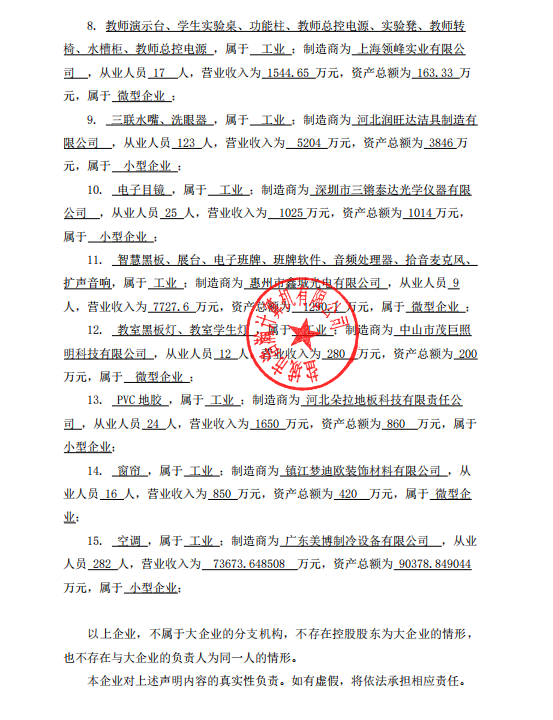 8. 教师演示台、学生实验桌、功能柱、教师总控电源、实验凳、教师转
椅、水槽柜、教师总控电源 ，属于 工业 ；制造商为 上海领峰实业有限公
司 ，从业人员 17 人，营业收入为 1544.65 万元，资产总额为 163.33 万
元，属于 微型企业 ；
9. 三联水嘴、洗眼器 ，属于 工业 ；制造商为 河北润旺达洁具制造有
限公司 ，从业人员 123 人，营业收入为 5204 万元，资产总额为 3846 万
元，属于 小型企业 ；
10. 电子目镜 ，属于 工业 ；制造商为 深圳市三锵泰达光学仪器有限
公司 ，从业人员 25 人，营业收入为 1025 万元，资产总额为 1014 万元，
属于 小型企业 ；
11. 智慧黑板、展台、电子班牌、班牌软件、音频处理器、拾音麦克风、
扩声音响，属于 工业 ；制造商为 惠州市鑫城光电有限公司 ，从业人员 9
人，营业收入为 7727.6 万元，资产总额为 万元，属于 微型企业 ；
12. 教室黑板灯、教室学生灯 ，属于 工业 ；制造商为 中山市茂巨照
明科技有限公司 ，从业人员 12 人，营业收入为 280 万元，资产总额为 200
万元，属于 微型企业 ；
13. PVC 地胶 ，属于 工业 ；制造商为 河北朵拉地板科技有限责任公
司 ，从业人员 24 人，营业收入为 1650 万元，资产总额为 860 万元，属于
小型企业；
14. 窗帘 ，属于 工业 ；制造商为 镇江梦迪欧装饰材料有限公司 ，从
业人员 16 人，营业收入为 850 万元，资产总额为 420 万元，属于 微型企
业；
15. 空调 ，属于 工业 ；制造商为 广东美博制冷设备有限公司 ，从业
人员 282 人，营业收入为 73673.648508 万元，资产总额为 90378.849044
万元，属于 小型企业；
以上企业，不属于大企业的分支机构，不存在控股股东为大企业的情形，
也不存在与大企业的负责人为同一人的情形。
本企业对上述声明内容的真实性负责。如有虚假，将依法承担相应责任。